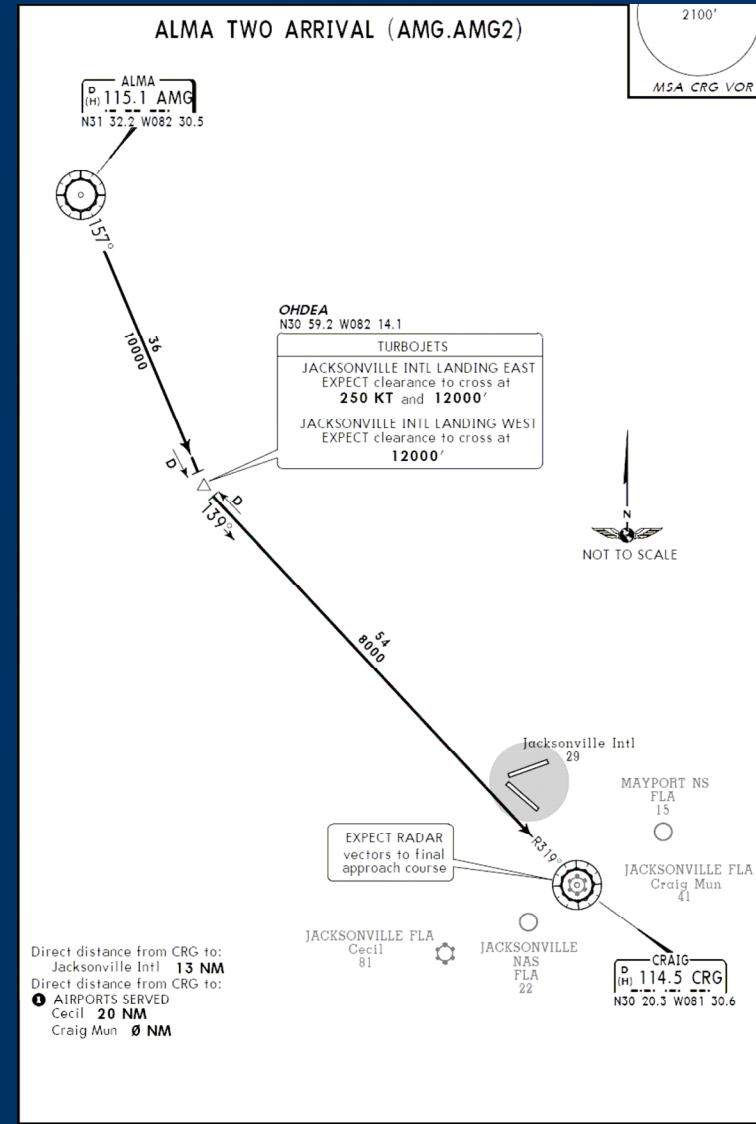 ALMA TWO ARRIVAL (AMG.AMG2)
2100'
MSA CRG VOR
ALMA
D
(H) 115.1 AMG
N31 32.2 W082 30.5
157°
36
10000
D
OHDEA
N30 59.2 W082 14.1
TURBOJETS
JACKSONVILLE INTL LANDING EAST
EXPECT clearance to cross at
250 KT and 12000'
JACKSONVILLE INTL LANDING WEST
EXPECT clearance to cross at
12000'
D
139°
N
NOT TO SCALE
54
8000
Jacksonville Intl
29
MAYPORT NS
FLA
15
EXPECT RADAR
vectors to final
approach course
R319°
JACKSONVILLE FLA
Craig Mun
41
JACKSONVILLE FLA
Cecil
81
JACKSONVILLE
NAS
FLA
22
CRAIG
D
(H) 114.5 CRG
N30 20.3 W081 30.6
Direct distance from CRG to:
Jacksonville Intl 13 NM
Direct distance from CRG to:
❶ AIRPORTS SERVED
Cecil 20 NM
Craig Mun Ø NM